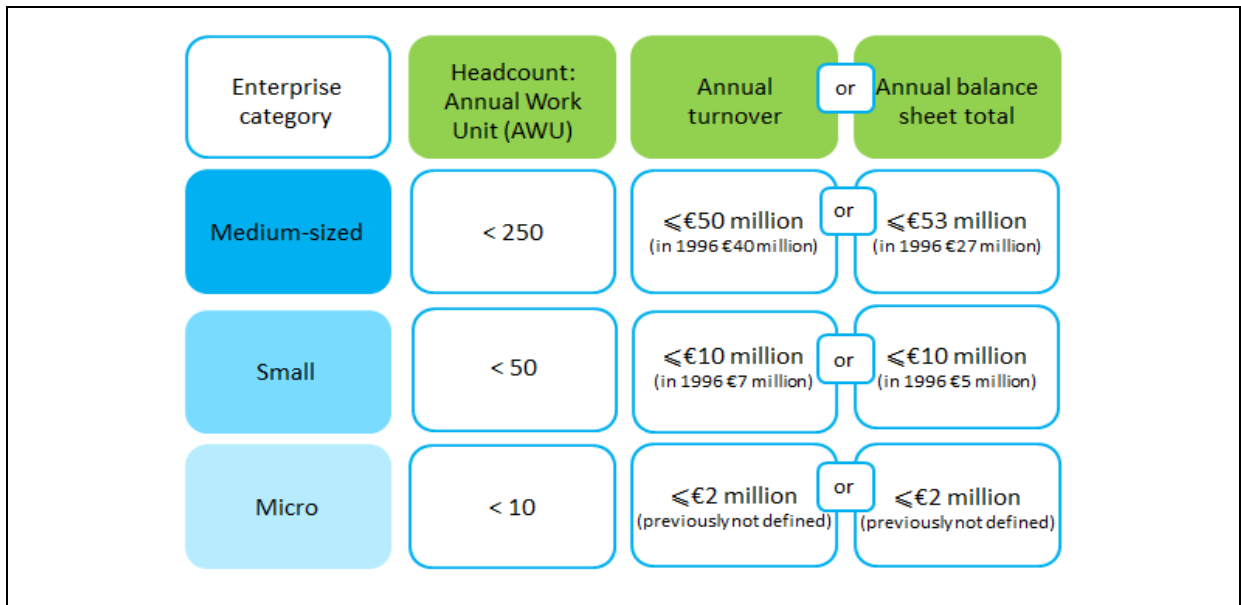 Enterprise
category
Headcount:
Annual Work
Unit (AWU)
Annual
turnover
or
Annual balance
sheet total
Medium-sized
< 250
⩽€50 million
(in 1996 €40 million)
or
⩽€53 million
(in 1996 €27 million)
Small
< 50
⩽€10 million
(in 1996 €7 million)
or
⩽€10 million
(in 1996 €5 million)
Micro
< 10
⩽€2 million
(previously not defined)
or
⩽€2 million
(previously not defined)